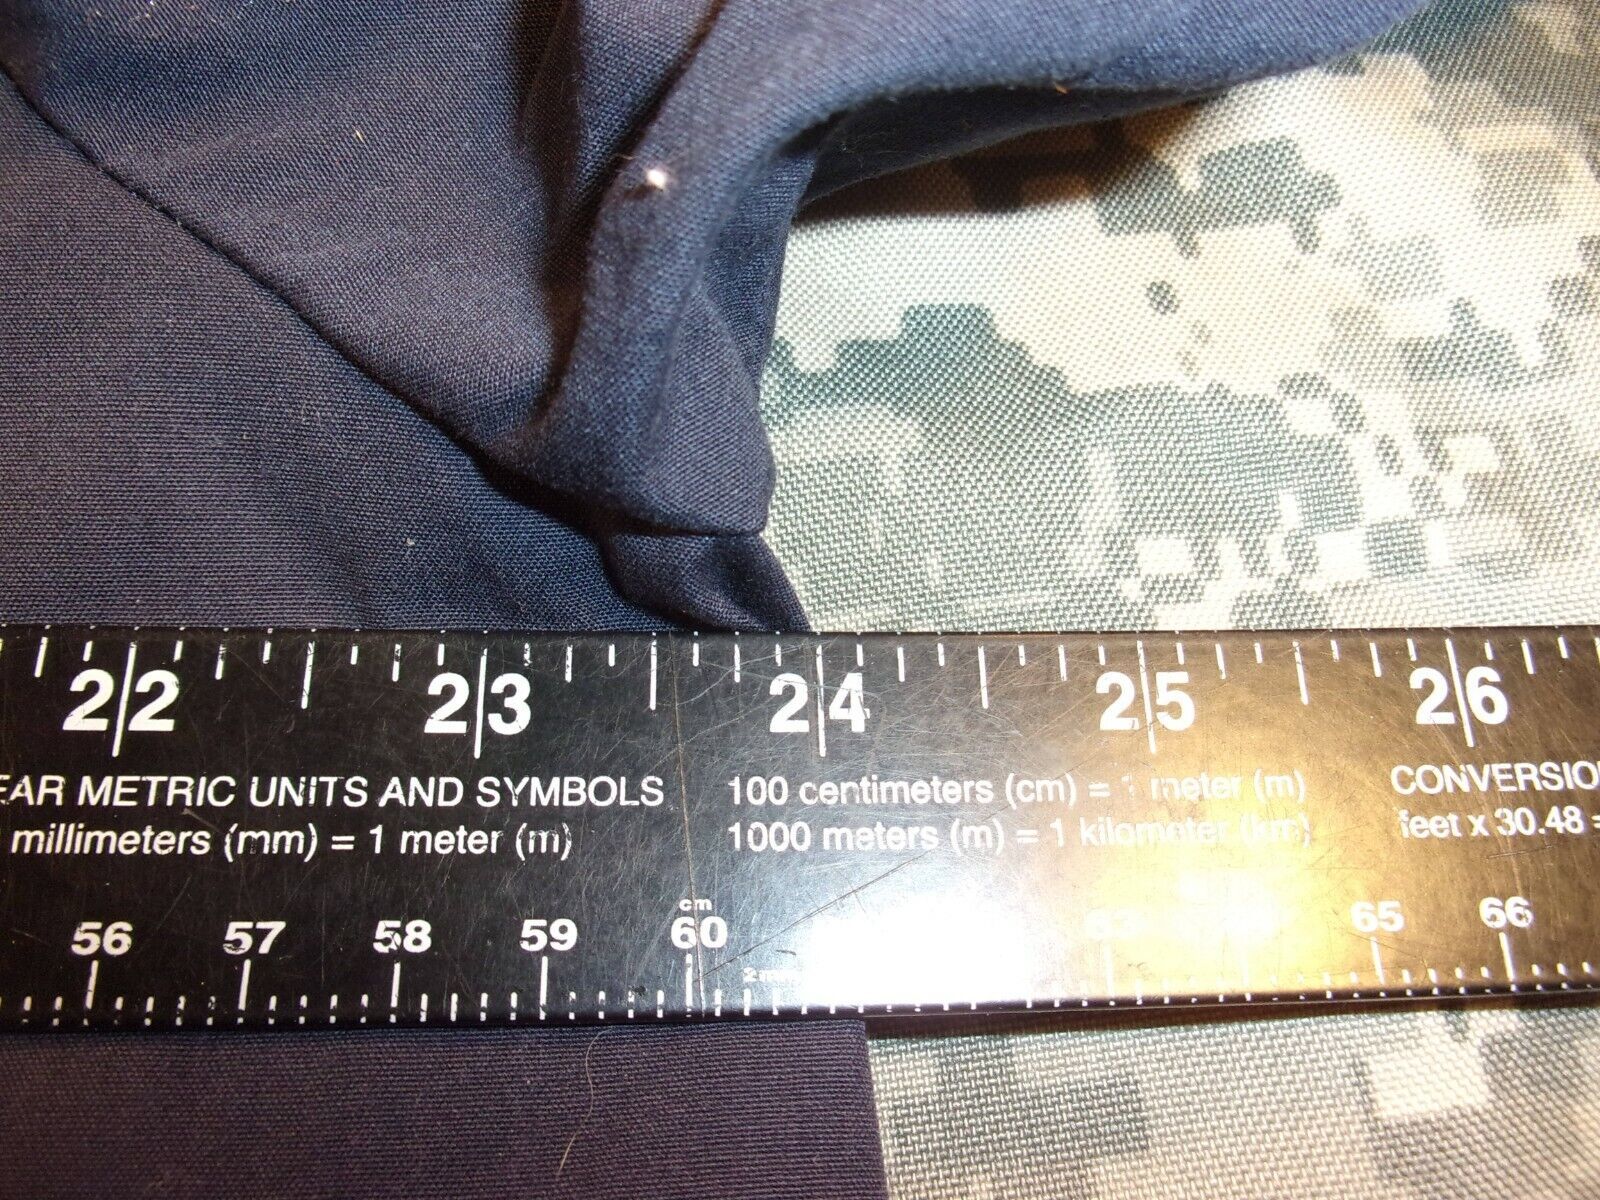 22 23 24 25 26
EAR METRIC UNITS AND SYMBOLS 100 centimeters (cm) = 1 meter (m) CONVERSIO
millimeters (mm) = 1 meter (m) 1000 meters (m) = 1 kilometer (km) feet x 30.48 =
cm
56 57 58 59 60 65 66